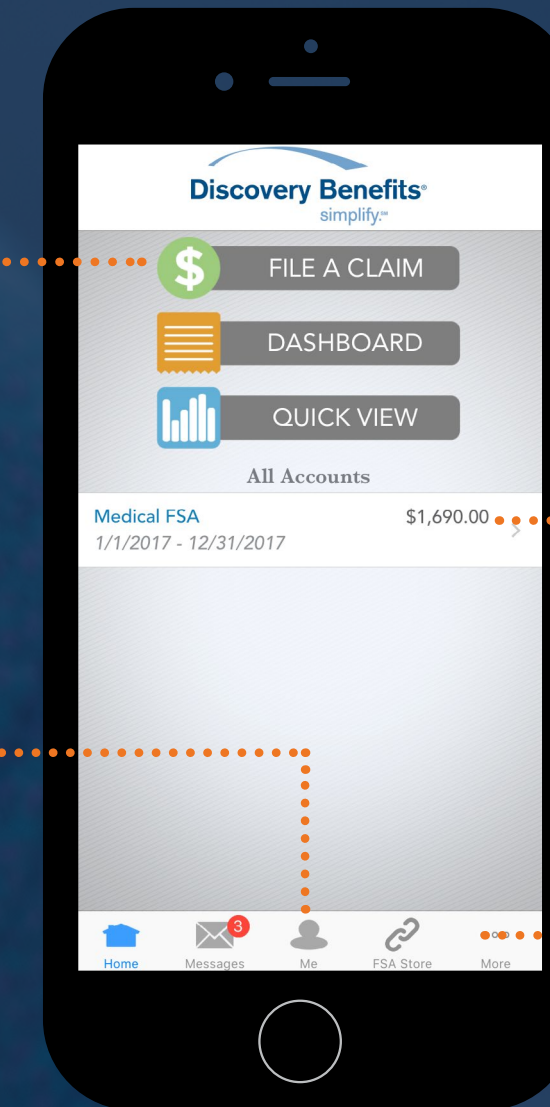 Discovery Benefits®
simplify.℠
$ FILE A CLAIM
DASHBOARD
QUICK VIEW
All Accounts
Medical FSA $1,690.00
1/1/2017 - 12/31/2017
3
Home Messages Me FSA Store More